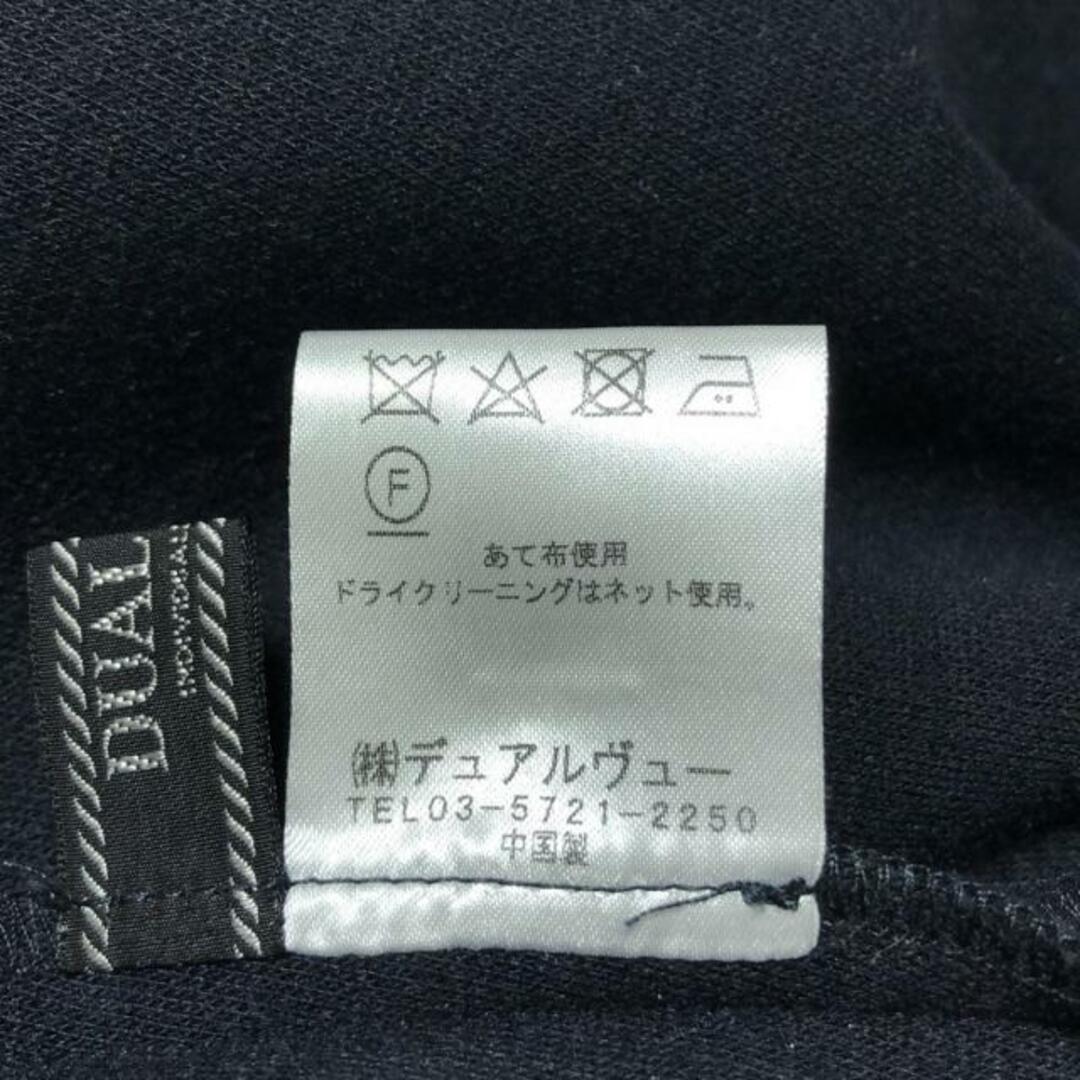 F
あて布使用
ドライクリーニングはネット使用。
(株)デュアルヴュー
TEL03-5721-2250
中国製
DUAL